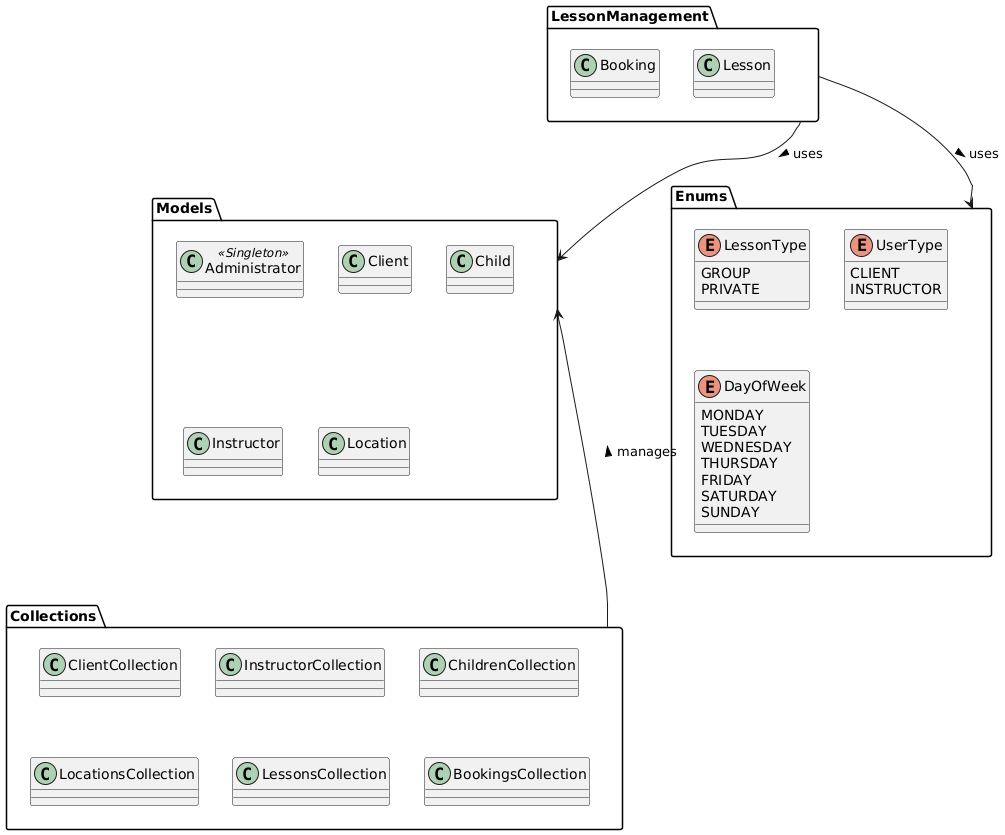 LessonManagement
C Booking
C Lesson
uses
uses
Models
«Singleton»
C Administrator
C Client
C Child
C Instructor
C Location
Enums
E LessonType
GROUP
PRIVATE
E UserType
CLIENT
INSTRUCTOR
E DayOfWeek
MONDAY
TUESDAY
WEDNESDAY
THURSDAY
FRIDAY
SATURDAY
SUNDAY
manages
Collections
C ClientCollection
C InstructorCollection
C ChildrenCollection
C LocationsCollection
C LessonsCollection
C BookingsCollection